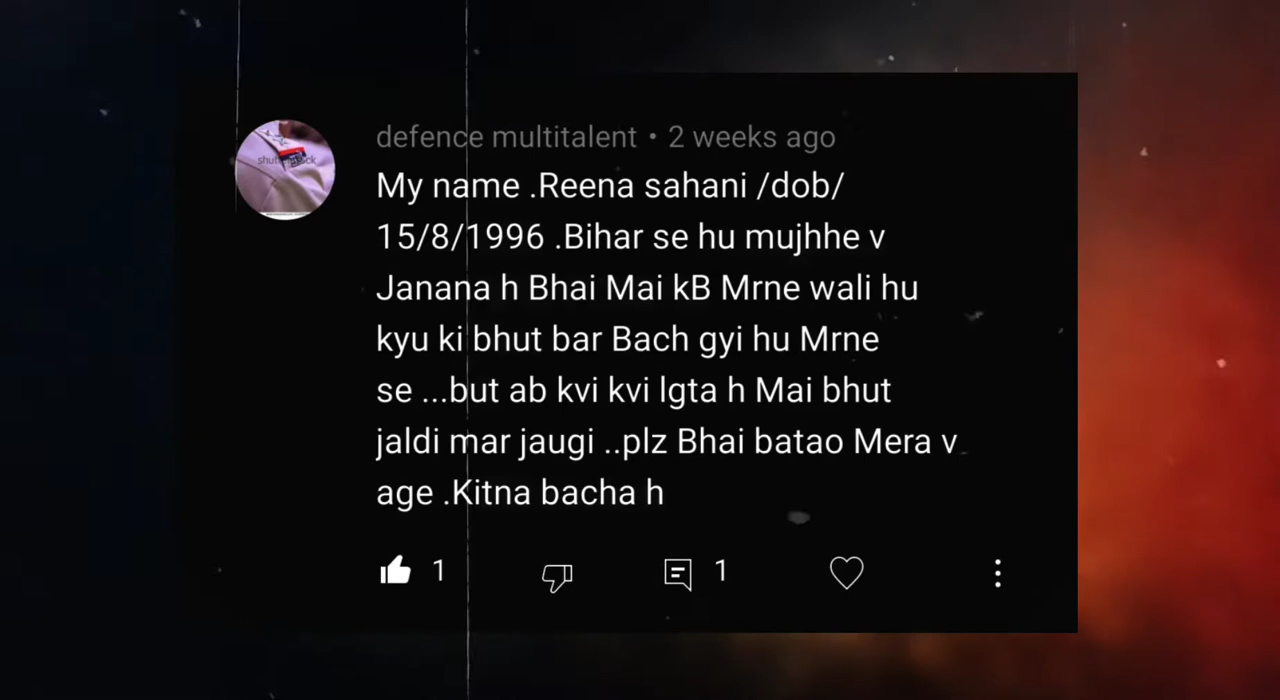 defence multitalent • 2 weeks ago
My name .Reena sahani /dob/
15/8/1996 .Bihar se hu mujhhe v
Janana h Bhai Mai kB Mrne wali hu
kyu ki bhut bar Bach gyi hu Mrne
se ...but ab kvi kvi lgta h Mai bhut
jaldi mar jaugi ..plz Bhai batao Mera v
age .Kitna bacha h
1 1